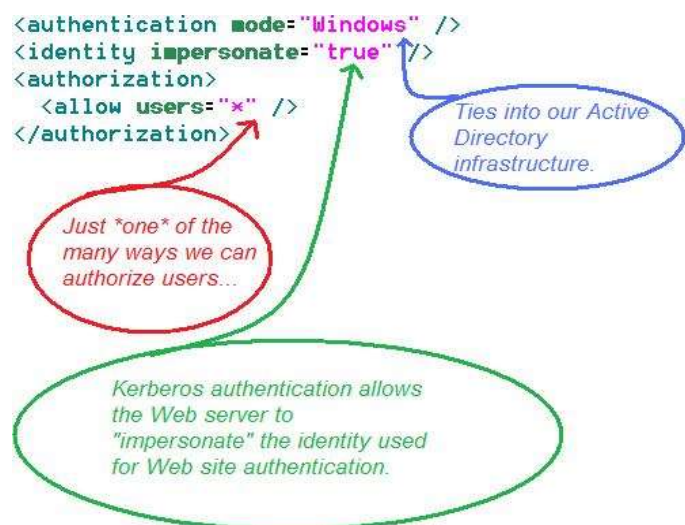 <authentication mode="Windows" />
<identity impersonate="true" />
<authorization>
  <allow users="*" />
</authorization>
Ties into our Active
Directory
infrastructure.
Just *one* of the
many ways we can
authorize users...
Kerberos authentication allows
the Web server to
"impersonate" the identity used
for Web site authentication.